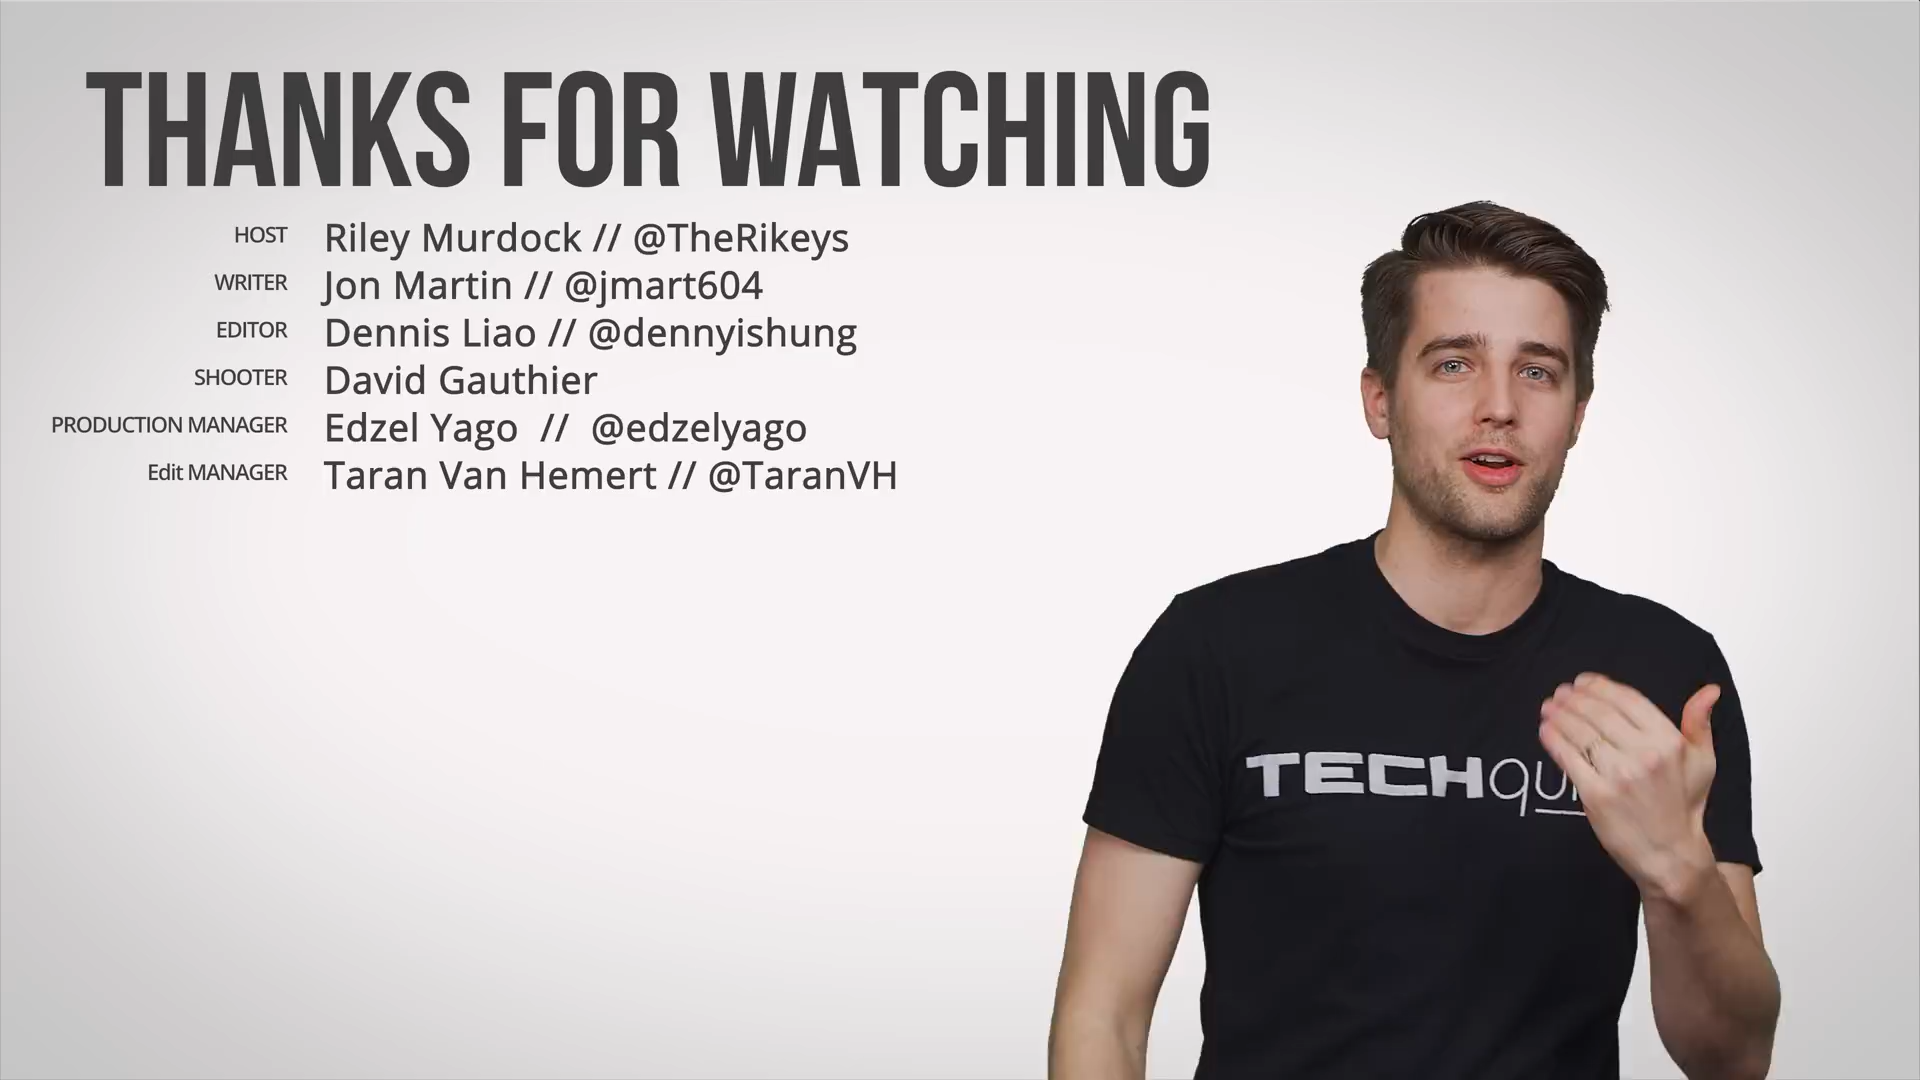 THANKS FOR WATCHING
HOST Riley Murdock // @TheRikeys
WRITER Jon Martin // @jmart604
EDITOR Dennis Liao // @dennyishung
SHOOTER David Gauthier
PRODUCTION MANAGER Edzel Yago // @edzelyago
Edit MANAGER Taran Van Hemert // @TaranVH
TECHqui